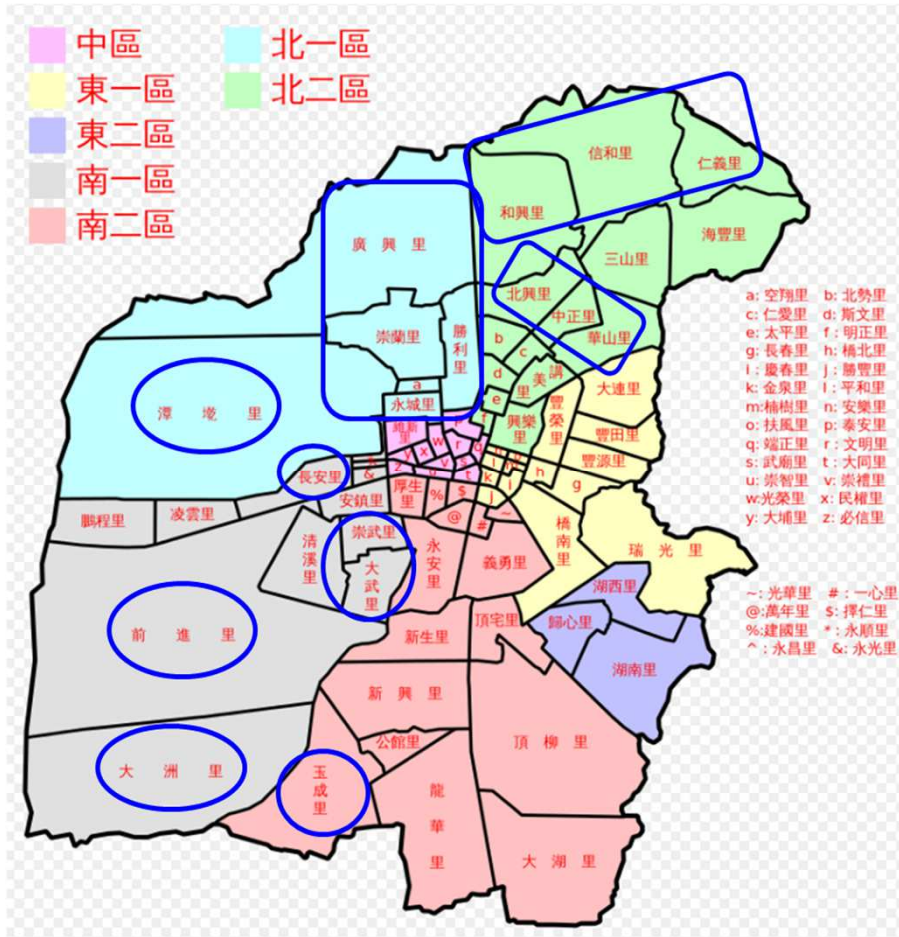 中區 北一區
東一區 北二區
東二區
南一區
南二區
信和里
仁義里
和興里
海豐里
廣興里
三山里
北興里
中正里
崇蘭里
勝利里
b
華山里
c
a
d
美講里
大連里
潭墘里
永城里
e
豐榮里
f
興樂里
維新里
豐田里
w
r
q
x
y
豐源里
v
z
t
h
g
長安里
&
k
厚生里
%
$
j
安鎮里
鵬程里
凌雲里
@
#
~
崇武里
清溪里
永安里
橋南里
瑞光里
義勇里
大武里
湖西里
前進里
新生里
頂宅里
歸心里
湖南里
新興里
公館里
頂柳里
大洲里
玉成里
龍華里
大湖里
a: 空翔里 b: 北勢里
c: 仁愛里 d: 斯文里
e: 太平里 f: 明正里
g: 長春里 h: 橋北里
i: 慶春里 j: 勝豐里
k: 金泉里 l: 平和里
m:楠樹里 n: 安樂里
o: 扶風里 p: 泰安里
q: 端正里 r: 文明里
s: 武廟里 t: 大同里
u: 崇智里 v: 崇禮里
w:光榮里 x: 民權里
y: 大埔里 z: 必信里
~: 光華里 #: 一心里
@:萬年里 $: 擇仁里
%:建國里 *: 永順里
^: 永昌里 &: 永光里